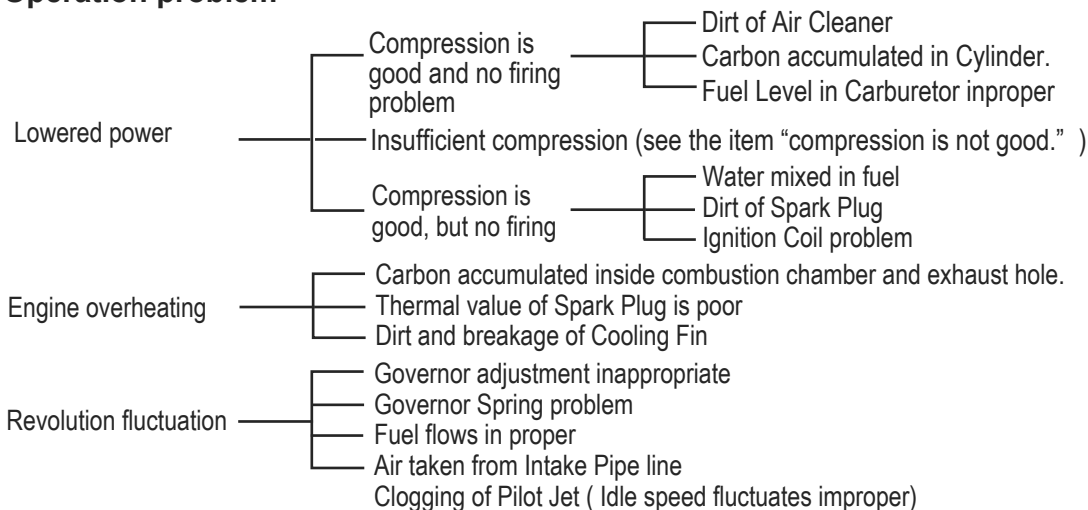 Operation problem
Compression is
good and no firing
problem
Dirt of Air Cleaner
Carbon accumulated in Cylinder.
Fuel Level in Carburetor inproper
Lowered power
Insufficient compression (see the item “compression is not good.” )
Compression is
good, but no firing
Water mixed in fuel
Dirt of Spark Plug
Ignition Coil problem
Engine overheating
Carbon accumulated inside combustion chamber and exhaust hole.
Thermal value of Spark Plug is poor
Dirt and breakage of Cooling Fin
Revolution fluctuation
Governor adjustment inappropriate
Governor Spring problem
Fuel flows in proper
Air taken from Intake Pipe line
Clogging of Pilot Jet ( Idle speed fluctuates improper)